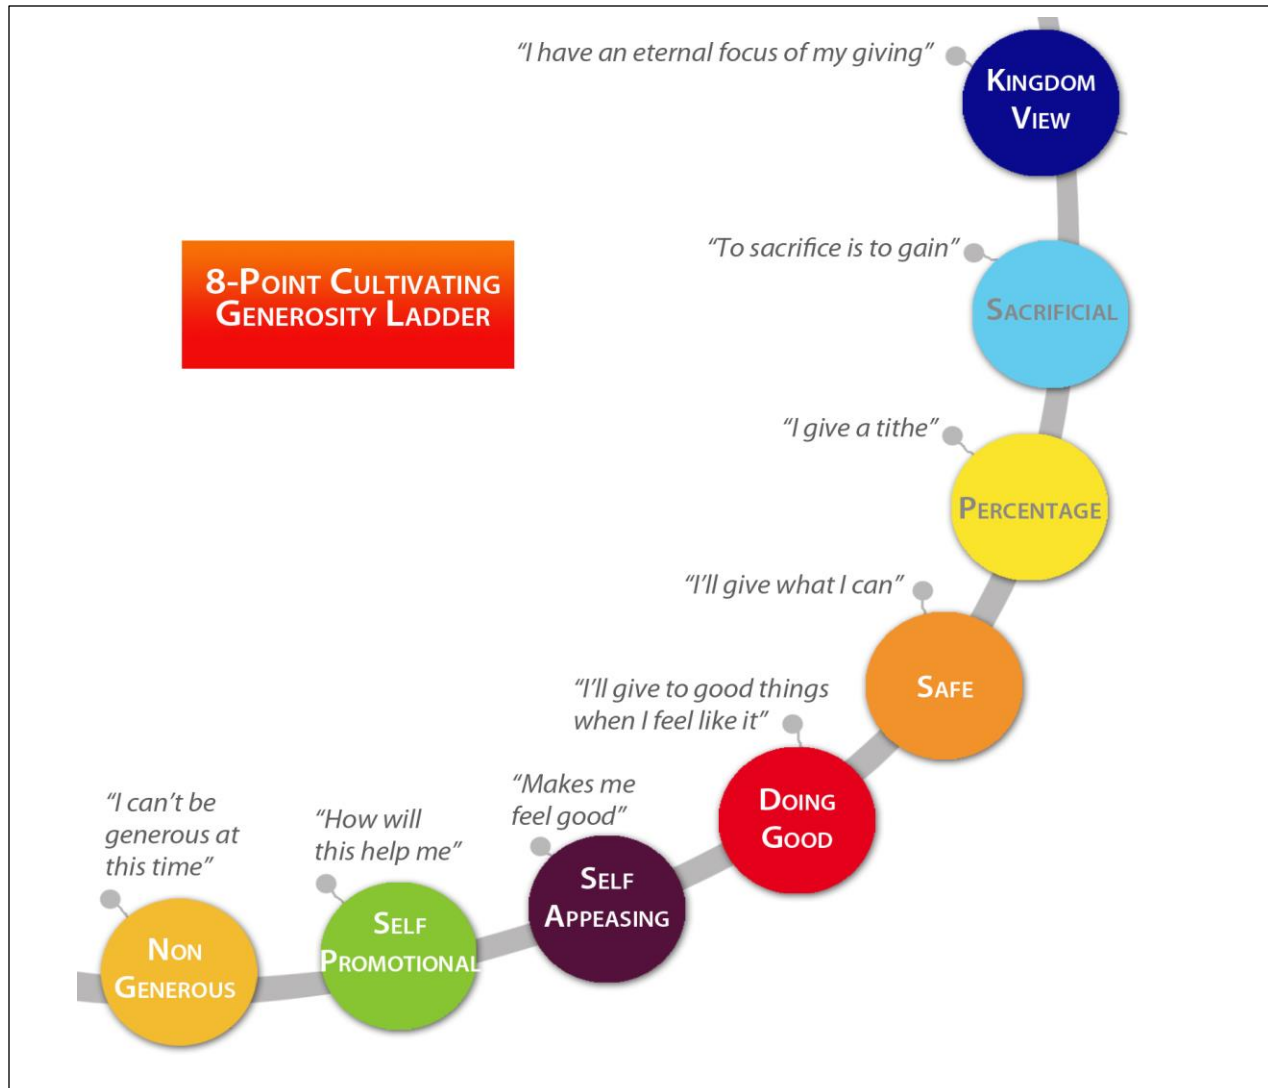 “I have an eternal focus of my giving”
KINGDOM
VIEW
8-POINT CULTIVATING
GENEROSITY LADDER
“To sacrifice is to gain”
SACRIFICIAL
“I give a tithe”
PERCENTAGE
“I’ll give what I can”
SAFE
“I’ll give to good things
when I feel like it”
DOING
GOOD
“Makes me
feel good”
SELF
APPEASING
“How will
this help me”
SELF
PROMOTIONAL
“I can’t be
generous at
this time”
NON
GENEROUS